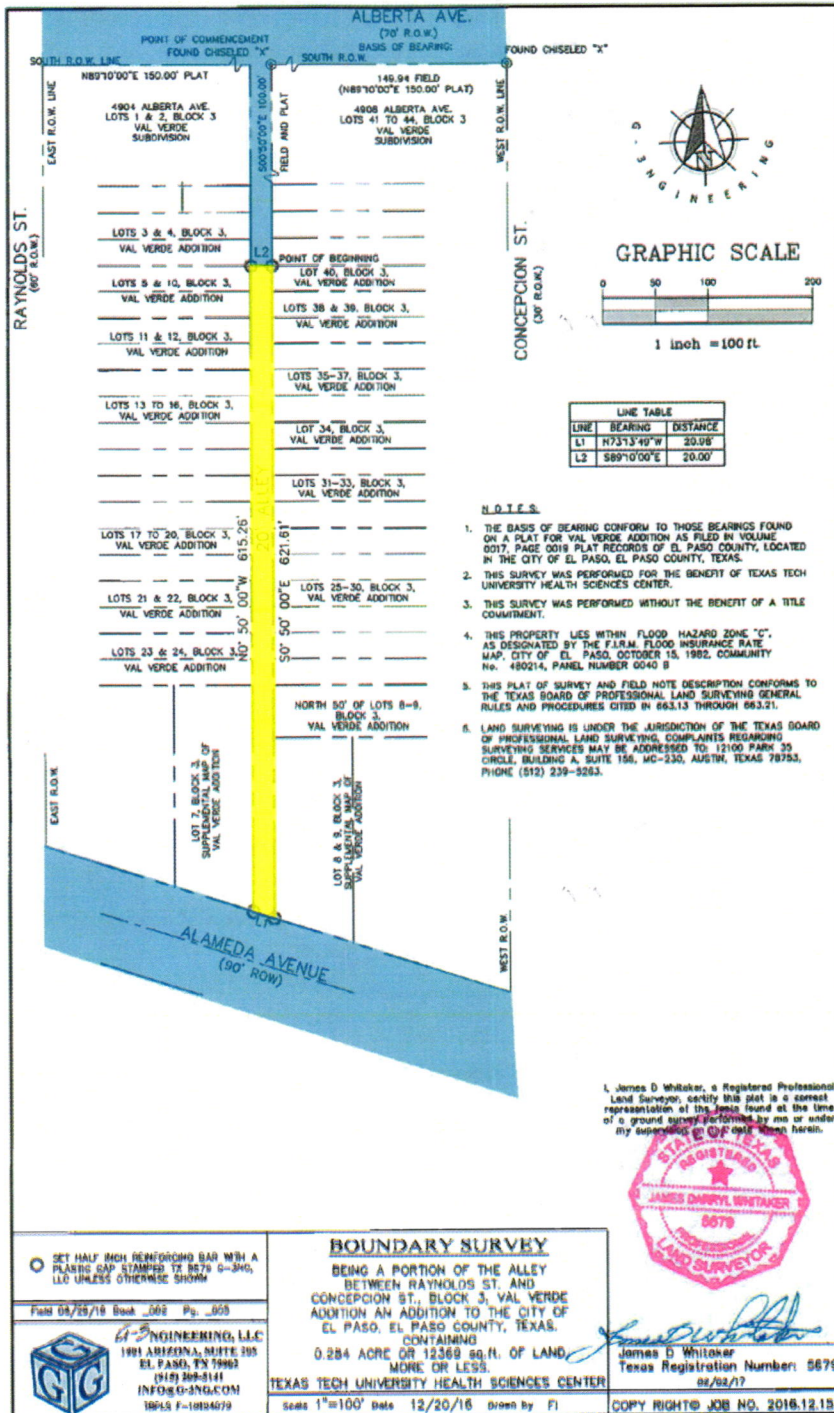 ALBERTA AVE.
(70' R.O.W.)
BASIS OF BEARING:
POINT OF COMMENCEMENT
FOUND CHISELED "X"
FOUND CHISELED "X"
SOUTH R.O.W. LINE
SOUTH R.O.W.
N89°10'00"E 150.00' PLAT
149.94 FIELD
(N89°10'00"E 150.00' PLAT)
4904 ALBERTA AVE.
LOTS 1 & 2, BLOCK 3
VAL VERDE
SUBDIVISION
4908 ALBERTA AVE.
LOTS 41 TO 44, BLOCK 3
VAL VERDE
SUBDIVISION
EAST R.O.W. LINE
S00°50'00"E 100.00'
FIELD AND PLAT
WEST R.O.W. LINE
RAYNOLDS ST.
(60' R.O.W.)
CONCEPCION ST.
(30' R.O.W.)
G-3NGINEERING
N
LOTS 3 & 4, BLOCK 3,
VAL VERDE ADDITION
L2
POINT OF BEGINNING
LOT 40, BLOCK 3,
VAL VERDE ADDITION
LOTS 5 & 10, BLOCK 3,
VAL VERDE ADDITION
LOTS 38 & 39, BLOCK 3,
VAL VERDE ADDITION
LOTS 11 & 12, BLOCK 3,
VAL VERDE ADDITION
LOTS 35-37, BLOCK 3,
VAL VERDE ADDITION
LOTS 13 TO 16, BLOCK 3,
VAL VERDE ADDITION
LOT 34, BLOCK 3,
VAL VERDE ADDITION
LOTS 31-33, BLOCK 3,
VAL VERDE ADDITION
LOTS 17 TO 20, BLOCK 3,
VAL VERDE ADDITION
N0° 50' 00"W 615.26'
20' ALLEY
S0° 50' 00"E 621.61'
LOTS 21 & 22, BLOCK 3,
VAL VERDE ADDITION
LOTS 25-30, BLOCK 3,
VAL VERDE ADDITION
LOTS 23 & 24, BLOCK 3,
VAL VERDE ADDITION
NORTH 50' OF LOTS 8-9,
BLOCK 3,
VAL VERDE ADDITION
LOT 7, BLOCK 3,
SUPPLEMENTAL MAP OF
VAL VERDE ADDITION
LOT 8 & 9, BLOCK 3,
SUPPLEMENTAL MAP OF
VAL VERDE ADDITION
EAST R.O.W.
WEST R.O.W.
L1
ALAMEDA AVENUE
(90' ROW)
GRAPHIC SCALE
0 50 100 200
1 inch = 100 ft.
LINE TABLE
LINE BEARING DISTANCE
L1 N73°13'49"W 20.98'
L2 S89°10'00"E 20.00'
NOTES
1. THE BASIS OF BEARING CONFORM TO THOSE BEARINGS FOUND
ON A PLAT FOR VAL VERDE ADDITION AS FILED IN VOLUME
0017, PAGE 0019 PLAT RECORDS OF EL PASO COUNTY, LOCATED
IN THE CITY OF EL PASO, EL PASO COUNTY, TEXAS.
2. THIS SURVEY WAS PERFORMED FOR THE BENEFIT OF TEXAS TECH
UNIVERSITY HEALTH SCIENCES CENTER.
3. THIS SURVEY WAS PERFORMED WITHOUT THE BENEFIT OF A TITLE
COMMITMENT.
4. THIS PROPERTY LIES WITHIN FLOOD HAZARD ZONE "C",
AS DESIGNATED BY THE F.I.R.M. FLOOD INSURANCE RATE
MAP, CITY OF EL PASO, OCTOBER 15, 1982, COMMUNITY
No. 480214, PANEL NUMBER 0040 B
5. THIS PLAT OF SURVEY AND FIELD NOTE DESCRIPTION CONFORMS TO
THE TEXAS BOARD OF PROFESSIONAL LAND SURVEYING GENERAL
RULES AND PROCEDURES CITED IN 663.13 THROUGH 663.21.
6. LAND SURVEYING IS UNDER THE JURISDICTION OF THE TEXAS BOARD
OF PROFESSIONAL LAND SURVEYING, COMPLAINTS REGARDING
SURVEYING SERVICES MAY BE ADDRESSED TO: 12100 PARK 35
CIRCLE, BUILDING A, SUITE 156, MC-230, AUSTIN, TEXAS 78753,
PHONE (512) 239-5263.
I, James D Whitaker, a Registered Professional
Land Surveyor, certify this plat is a correct
representation of the facts found at the time
of a ground survey performed by me or under
my supervision on the date shown herein.
STATE OF TEXAS
REGISTERED
JAMES DARRYL WHITAKER
5679
PROFESSIONAL
LAND SURVEYOR
James D Whitaker
James D Whitaker
Texas Registration Number: 5679
SET HALF INCH REINFORCING BAR WITH A
PLASTIC CAP STAMPED TX 5679 G-3NG,
LLC UNLESS OTHERWISE SHOWN
GGG
G-3NGINEERING, LLC
EL PASO, TX
INFO@G-3NG.COM
BOUNDARY SURVEY
BEING A PORTION OF THE ALLEY
BETWEEN RAYNOLDS ST. AND
CONCEPCION ST., BLOCK 3, VAL VERDE
ADDITION AN ADDITION TO THE CITY OF
EL PASO, EL PASO COUNTY, TEXAS.
CONTAINING
0.284 ACRE OR 12369 sq.ft. OF LAND
MORE OR LESS.
TEXAS TECH UNIVERSITY HEALTH SCIENCES CENTER
Scale 1"=100' Date 12/20/16 Drawn by FI
COPY RIGHT© JOB NO. 2016.12.15